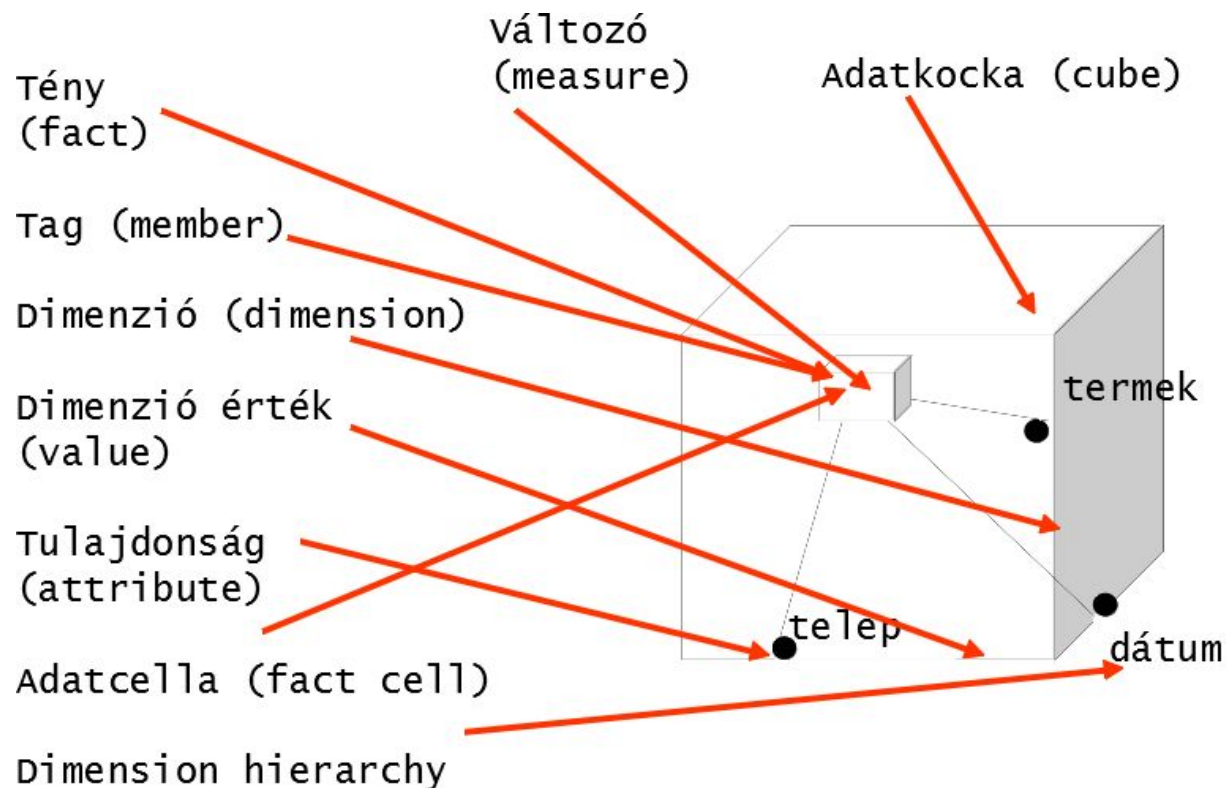 Változó
(measure)
Adatkocka (cube)
Tény
(fact)
Tag (member)
Dimenzió (dimension)
Dimenzió érték
(value)
termek
Tulajdonság
(attribute)
telep
dátum
Adatcella (fact cell)
Dimension hierarchy